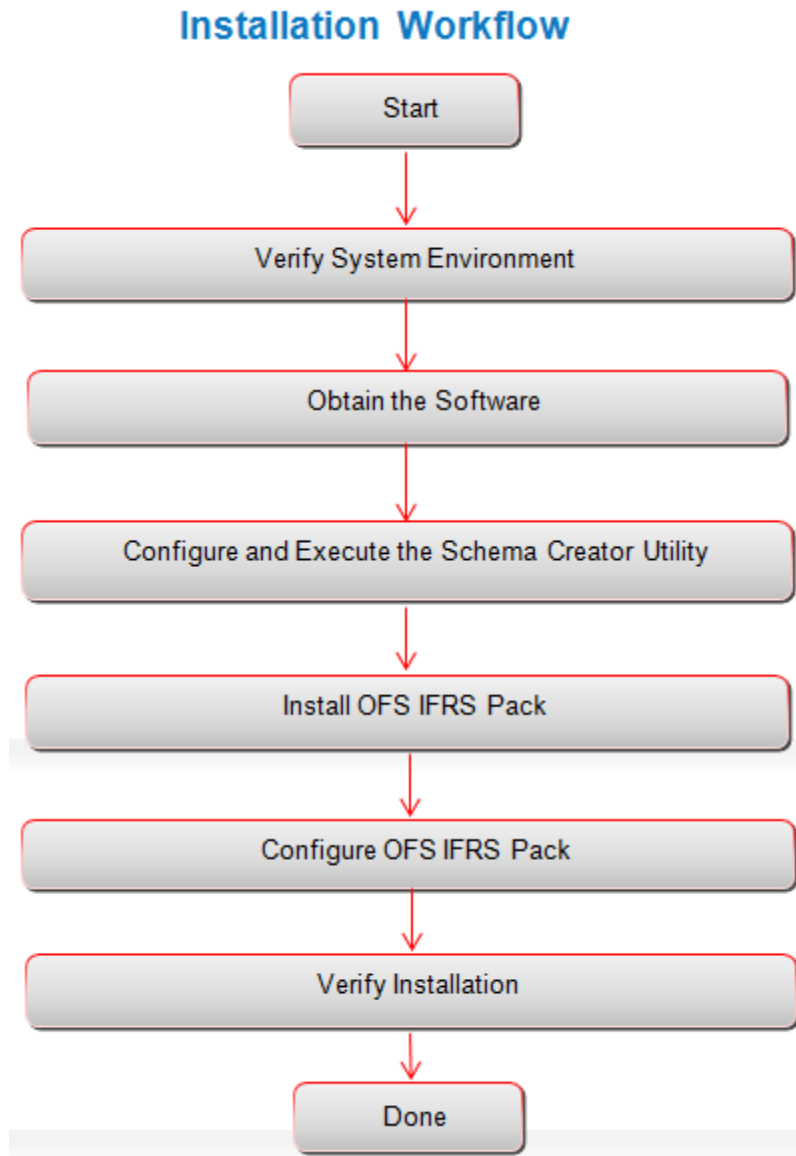 Installation Workflow
Start
Verify System Environment
Obtain the Software
Configure and Execute the Schema Creator Utility
Install OFS IFRS Pack
Configure OFS IFRS Pack
Verify Installation
Done